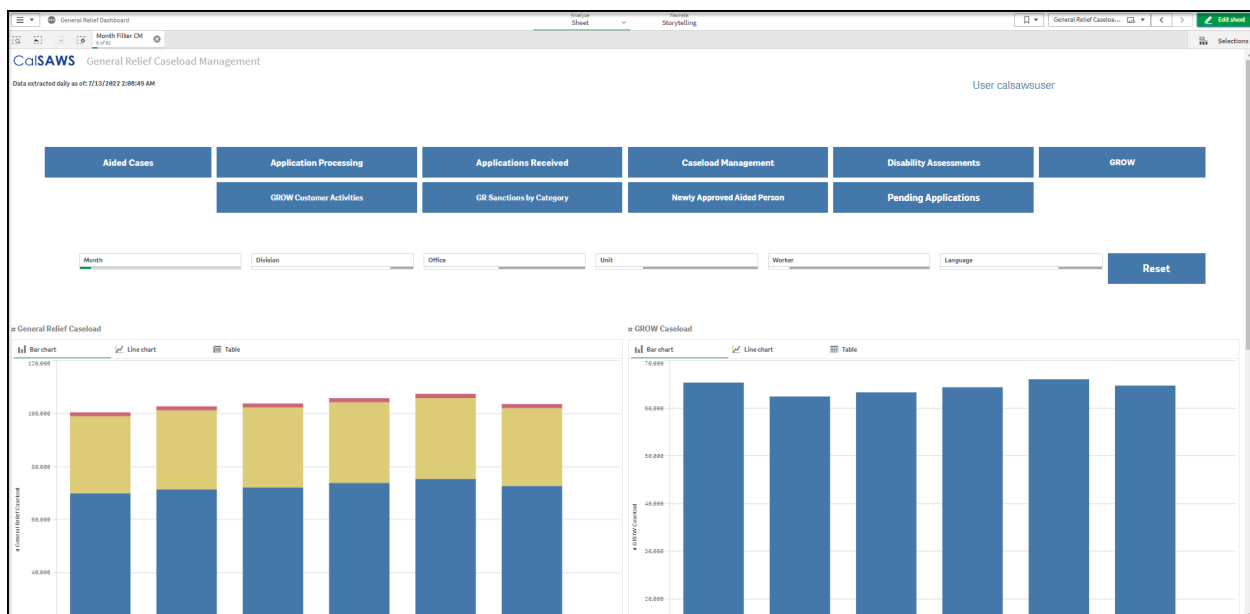 General Relief Dashboard
Analyze
Sheet
Narrate
Storytelling
General Relief Caseloa...
Edit sheet
Month Filter CM
6 of 82
Selections
CalSAWS General Relief Caseload Management
Data extracted daily as of: 7/13/2022 2:08:49 AM
User calsawsuser
Aided Cases
Application Processing
Applications Received
Caseload Management
Disability Assessments
GROW
GROW Customer Activities
GR Sanctions by Category
Newly Approved Aided Person
Pending Applications
Month
Division
Office
Unit
Worker
Language
Reset
# General Relief Caseload
Bar chart
Line chart
Table
120,000
100,000
80,000
60,000
40,000
# General Relief Caseload
# GROW Caseload
Bar chart
Line chart
Table
70,000
60,000
50,000
40,000
30,000
20,000
# GROW Caseload